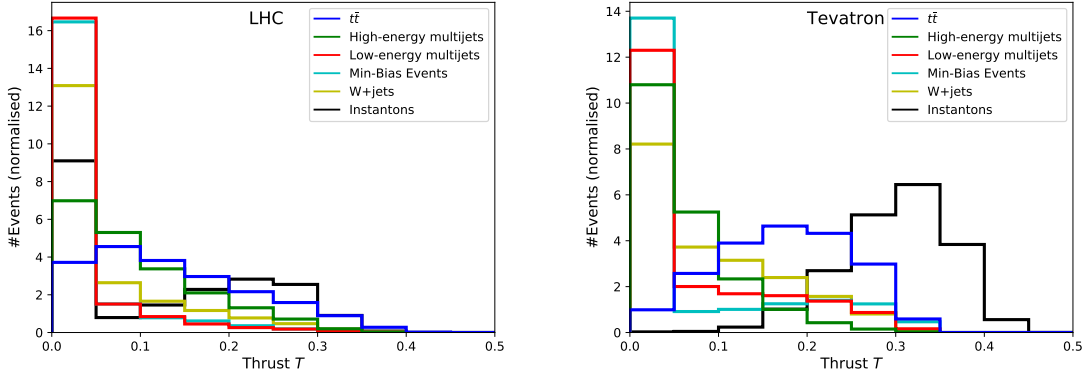 LHC
#Events (normalised)
16
14
12
10
8
6
4
2
0
0.0 0.1 0.2 0.3 0.4 0.5
Thrust T
tt̄
High-energy multijets
Low-energy multijets
Min-Bias Events
W+jets
Instantons
Tevatron
#Events (normalised)
14
12
10
8
6
4
2
0
0.0 0.1 0.2 0.3 0.4 0.5
Thrust T
tt̄
High-energy multijets
Low-energy multijets
Min-Bias Events
W+jets
Instantons